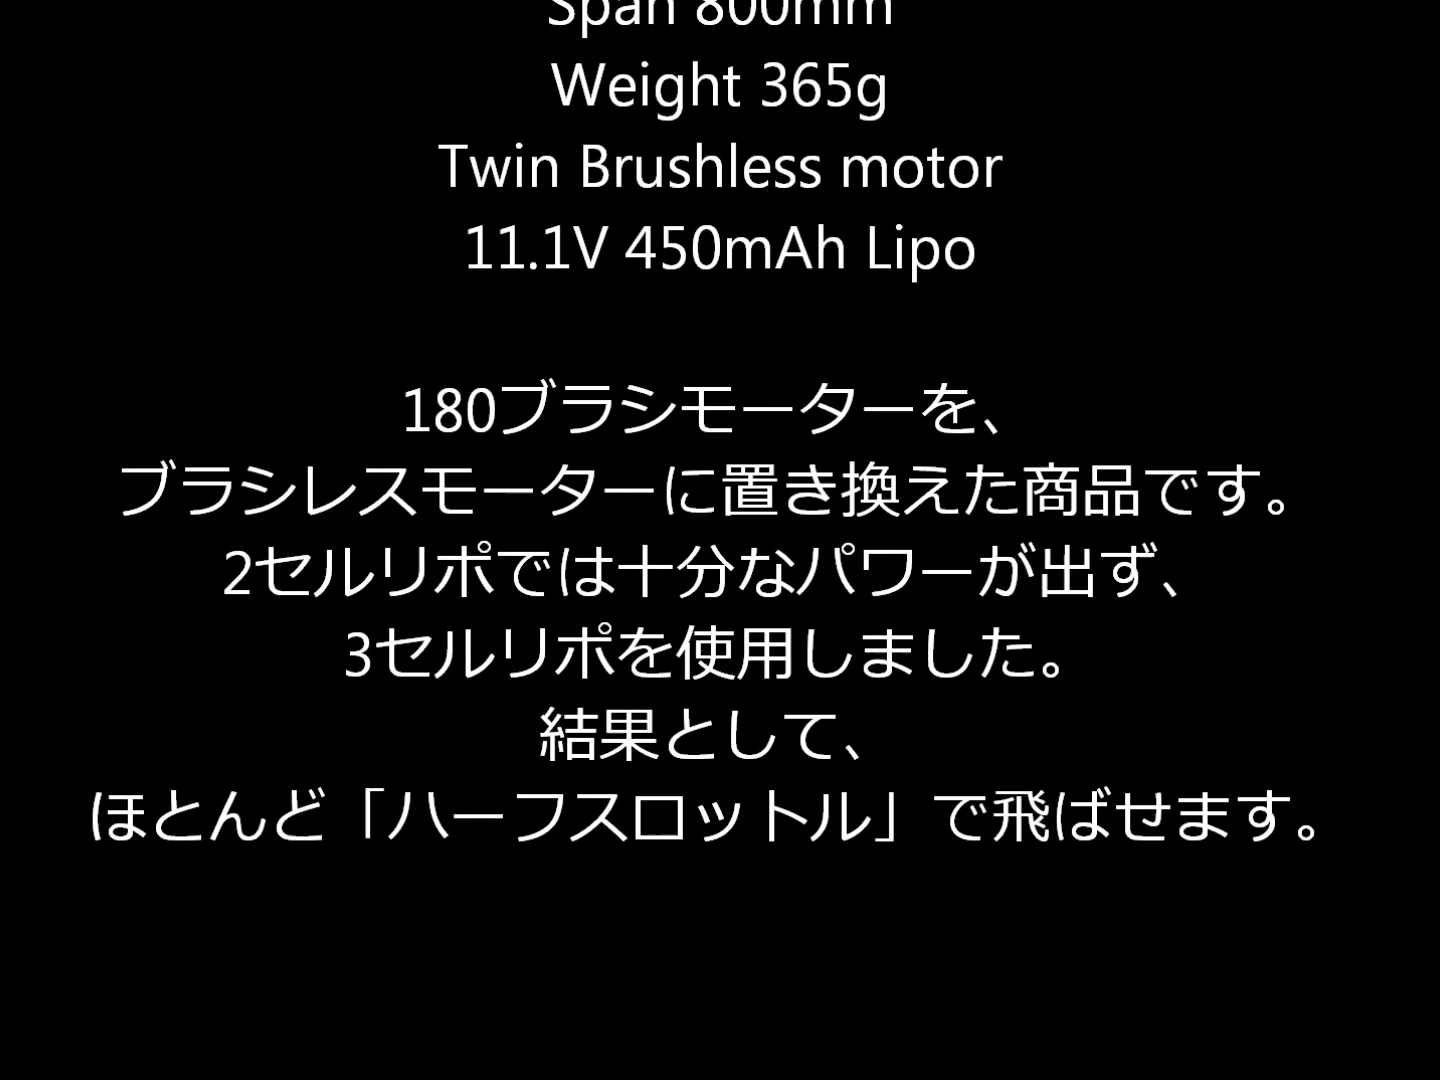 Span 800mm
Weight 365g
Twin Brushless motor
11.1V 450mAh Lipo
180ブラシモーターを、
ブラシレスモーターに置き換えた商品です。
2セルリポでは十分なパワーが出ず、
3セルリポを使用しました。
結果として、
ほとんど「ハーフスロットル」で飛ばせます。